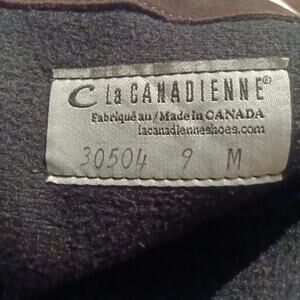 C La CANADIENNE®
Fabriqué au/Made in CANADA
lacanadienneshoes.com
30504 9 M